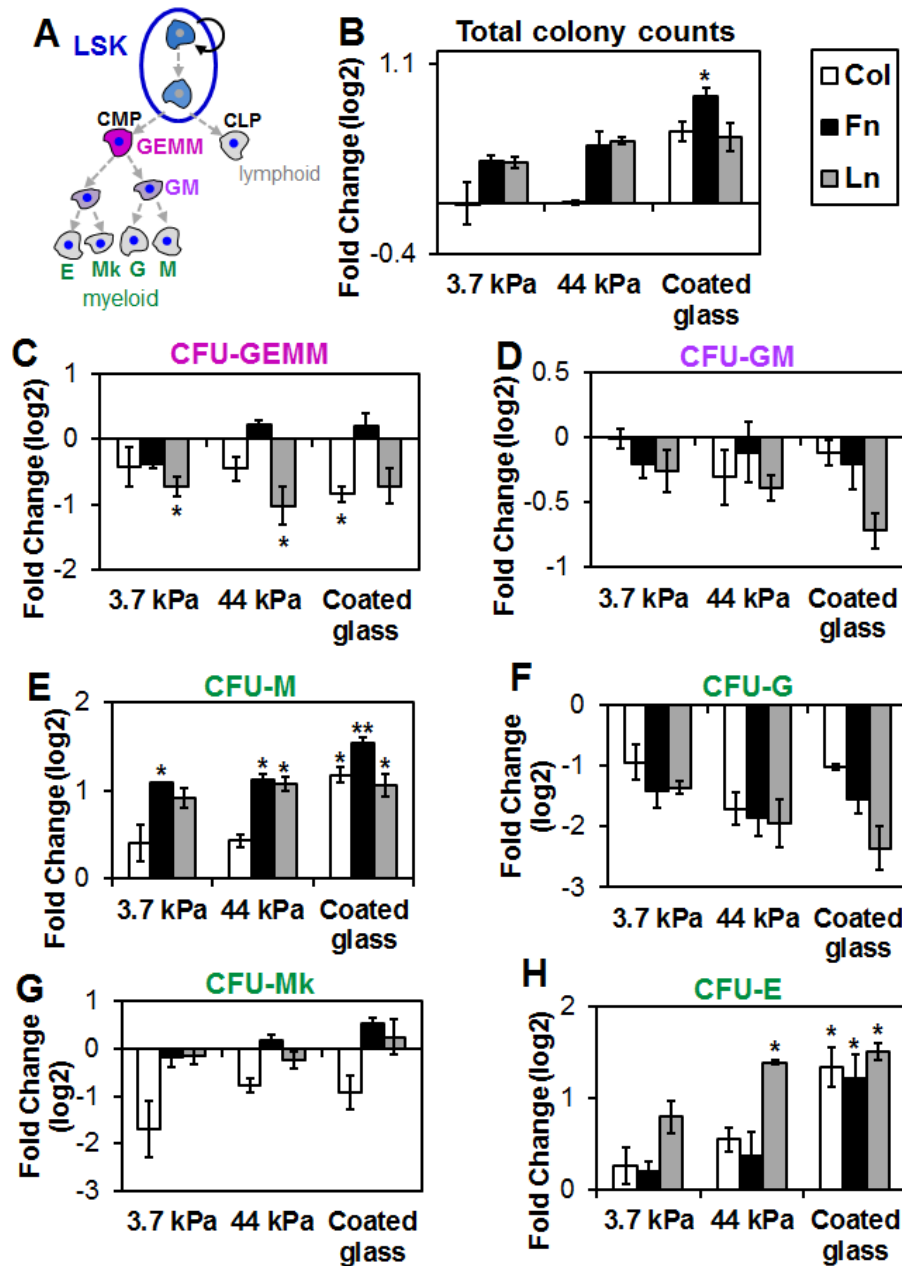 A
LSK
CMP
CLP
GEMM
lymphoid
GM
E Mk G M
myeloid
B
Total colony counts
Fold Change (log2)
1.1
-0.4
3.7 kPa 44 kPa Coated
glass
*
Col
Fn
Ln
C
CFU-GEMM
Fold Change (log2)
1
0
-1
-2
* * *
3.7 kPa 44 kPa Coated
glass
D
CFU-GM
Fold Change (log2)
0.5
0
-0.5
-1
3.7 kPa 44 kPa Coated
glass
E
CFU-M
Fold Change (log2)
2
1
0
* * * * ** *
3.7 kPa 44 kPa Coated
glass
F
CFU-G
Fold Change
(log2)
0
-1
-2
-3
3.7 kPa 44 kPa Coated
glass
G
CFU-Mk
Fold Change
(log2)
1
0
-1
-2
-3
3.7 kPa 44 kPa Coated
glass
H
CFU-E
Fold Change (log2)
2
1
0
* * * *
3.7 kPa 44 kPa Coated
glass